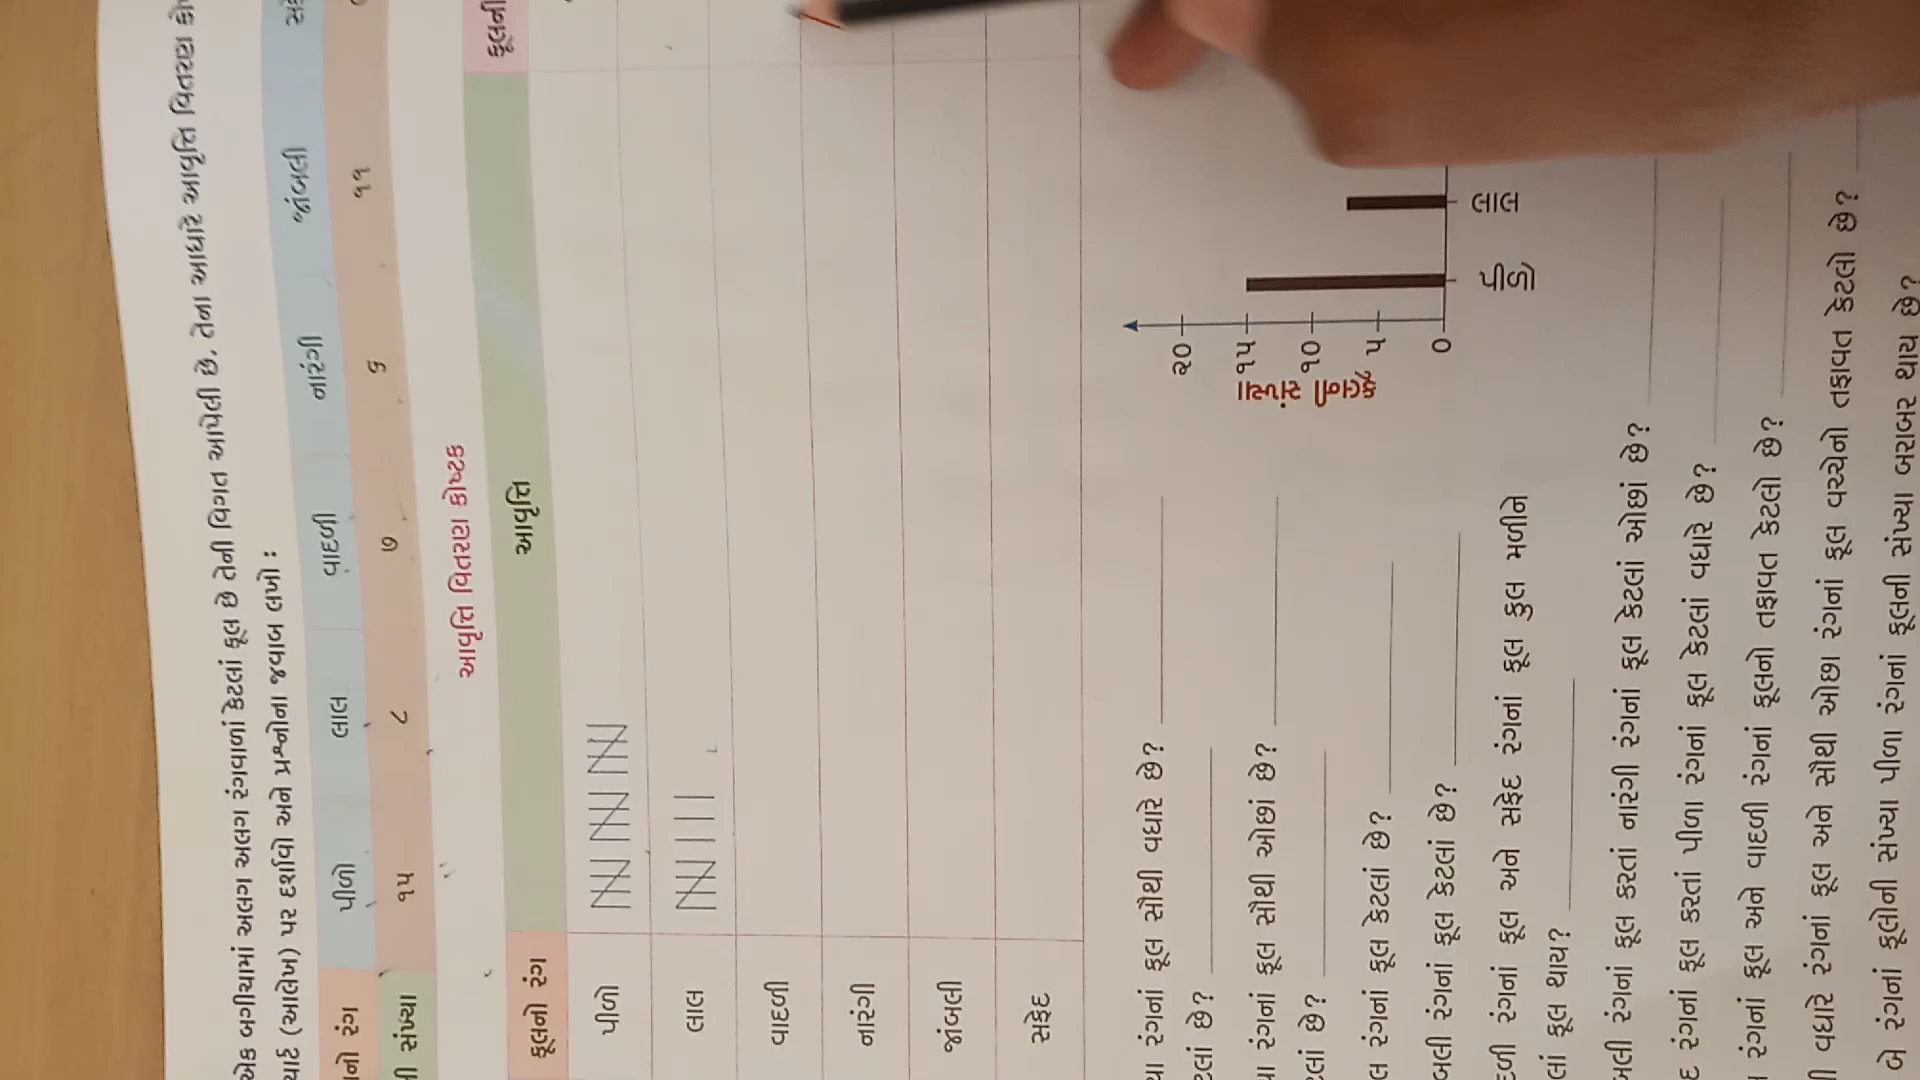 એક બગીચામાં અલગ અલગ રંગવાળાં કેટલાં ફૂલ છે તેની વિગત આપેલી છે. તેના આધારે આવૃત્તિ વિતરણ
ચાર્ટ (આલેખ) પર દર્શાવો અને પ્રશ્નોના જવાબ લખો :
રંગ પીળો લાલ વાદળી નારંગી જાંબલી
સંખ્યા ૧૫ ૮ ૭ ૬ ૧૧
આવૃત્તિ વિતરણ કોષ્ટક
ફૂલનો રંગ આવૃત્તિ ફૂલની
પીળો
લાલ
વાદળી
નારંગી
જાંબલી
સફેદ
રંગનાં ફૂલ સૌથી વધારે છે?
છે?
રંગનાં ફૂલ સૌથી ઓછાં છે?
છે?
રંગનાં ફૂલ કેટલાં છે?
રંગનાં ફૂલ કેટલાં છે?
રંગનાં ફૂલ અને સફેદ રંગનાં ફૂલ કુલ મળીને
ફૂલ થાય?
રંગનાં ફૂલ કરતાં નારંગી રંગનાં ફૂલ કેટલાં ઓછાં છે?
રંગનાં ફૂલ કરતાં પીળા રંગનાં ફૂલ કેટલાં વધારે છે?
રંગનાં ફૂલ અને વાદળી રંગનાં ફૂલનો તફાવત કેટલો છે?
વધારે રંગનાં ફૂલ અને સૌથી ઓછા રંગનાં ફૂલ વચ્ચેનો તફાવત કેટલો છે?
બે રંગનાં ફૂલોની સંખ્યા પીળા રંગનાં ફૂલની સંખ્યા બરાબર થાય છે?
ફૂલની સંખ્યા
૨૦
૧૫
૧૦
૫
0
પીળો લાલ